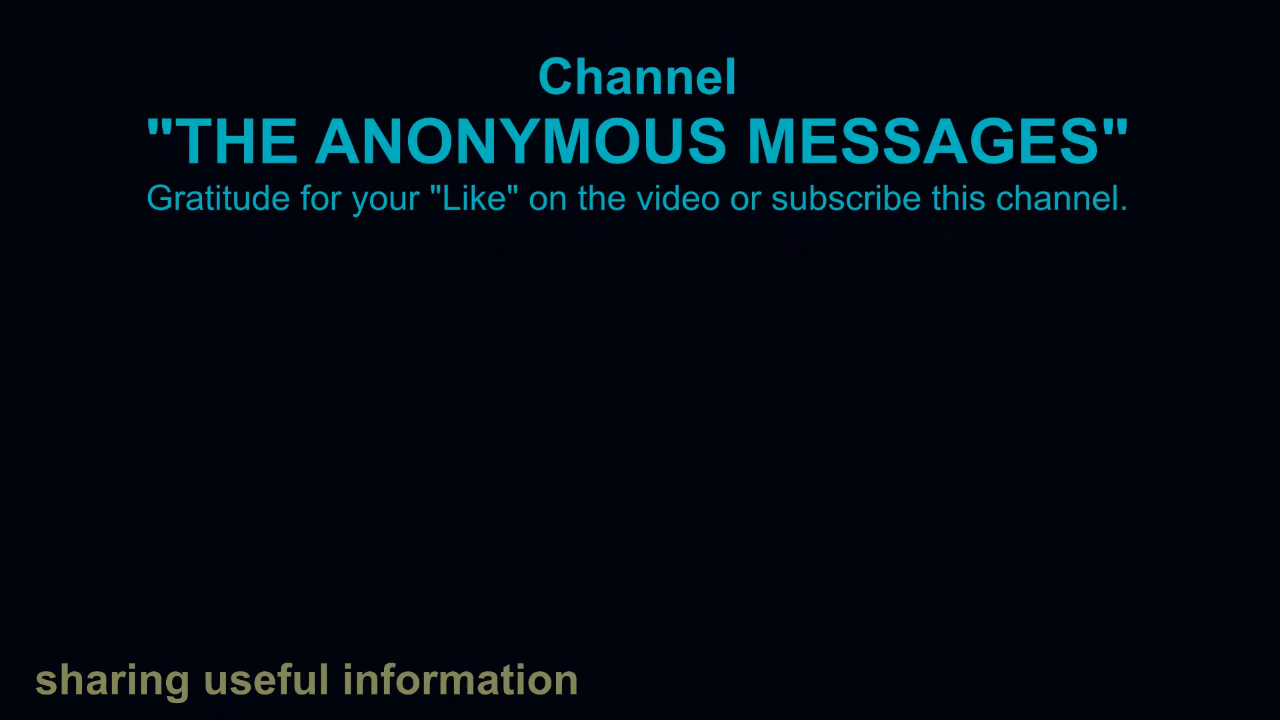 Channel
"THE ANONYMOUS MESSAGES"
Gratitude for your "Like" on the video or subscribe this channel.
sharing useful information